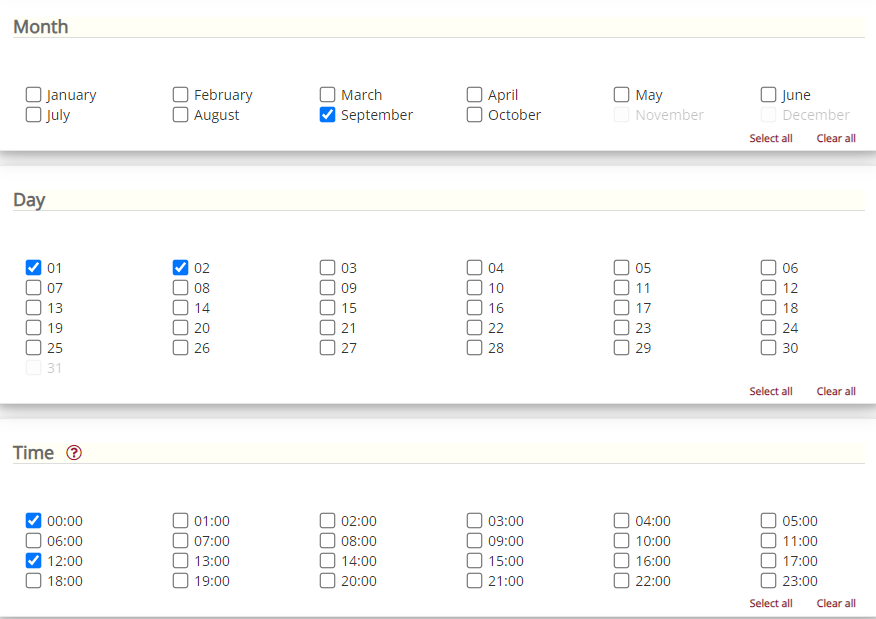 Month
January February March April May June
July August September October November December
Select all Clear all
Day
01 02 03 04 05 06
07 08 09 10 11 12
13 14 15 16 17 18
19 20 21 22 23 24
25 26 27 28 29 30
31
Select all Clear all
Time ?
00:00 01:00 02:00 03:00 04:00 05:00
06:00 07:00 08:00 09:00 10:00 11:00
12:00 13:00 14:00 15:00 16:00 17:00
18:00 19:00 20:00 21:00 22:00 23:00
Select all Clear all